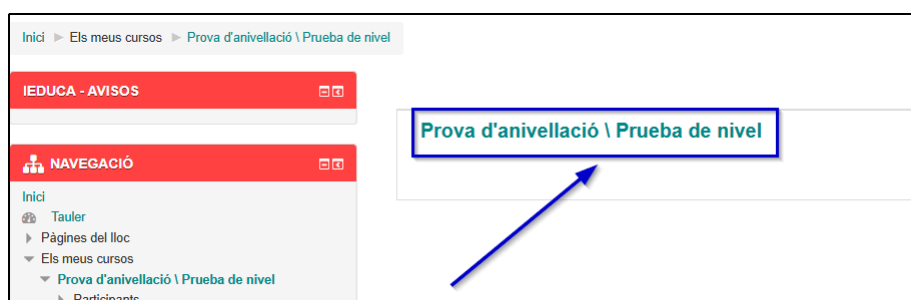 Inici ▶ Els meus cursos ▶ Prova d'anivellació \ Prueba de nivel
IEDUCA - AVISOS
Prova d'anivellació \ Prueba de nivel
NAVEGACIÓ
Inici
Tauler
Pàgines del lloc
Els meus cursos
Prova d'anivellació \ Prueba de nivel
Participants